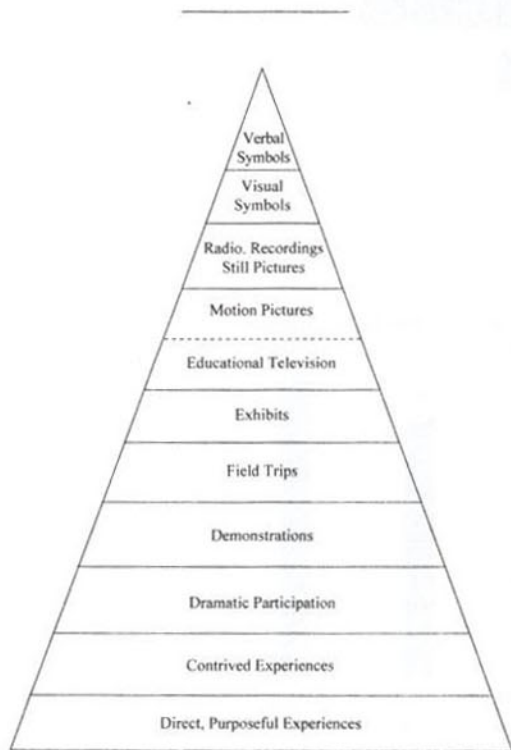 Verbal
Symbols
Visual
Symbols
Radio. Recordings
Still Pictures
Motion Pictures
Educational Television
Exhibits
Field Trips
Demonstrations
Dramatic Participation
Contrived Experiences
Direct, Purposeful Experiences